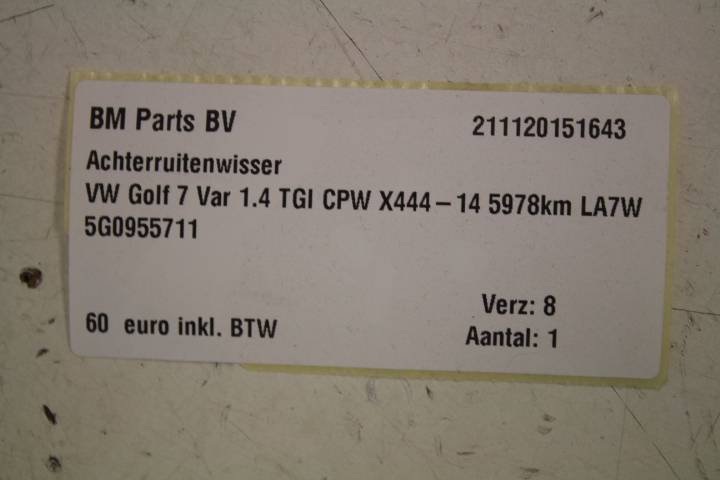 BM Parts BV 211120151643
Achterruitenwisser
VW Golf 7 Var 1.4 TGI CPW X444-14 5978km LA7W
5G0955711
Verz: 8
60 euro inkl. BTW
Aantal: 1